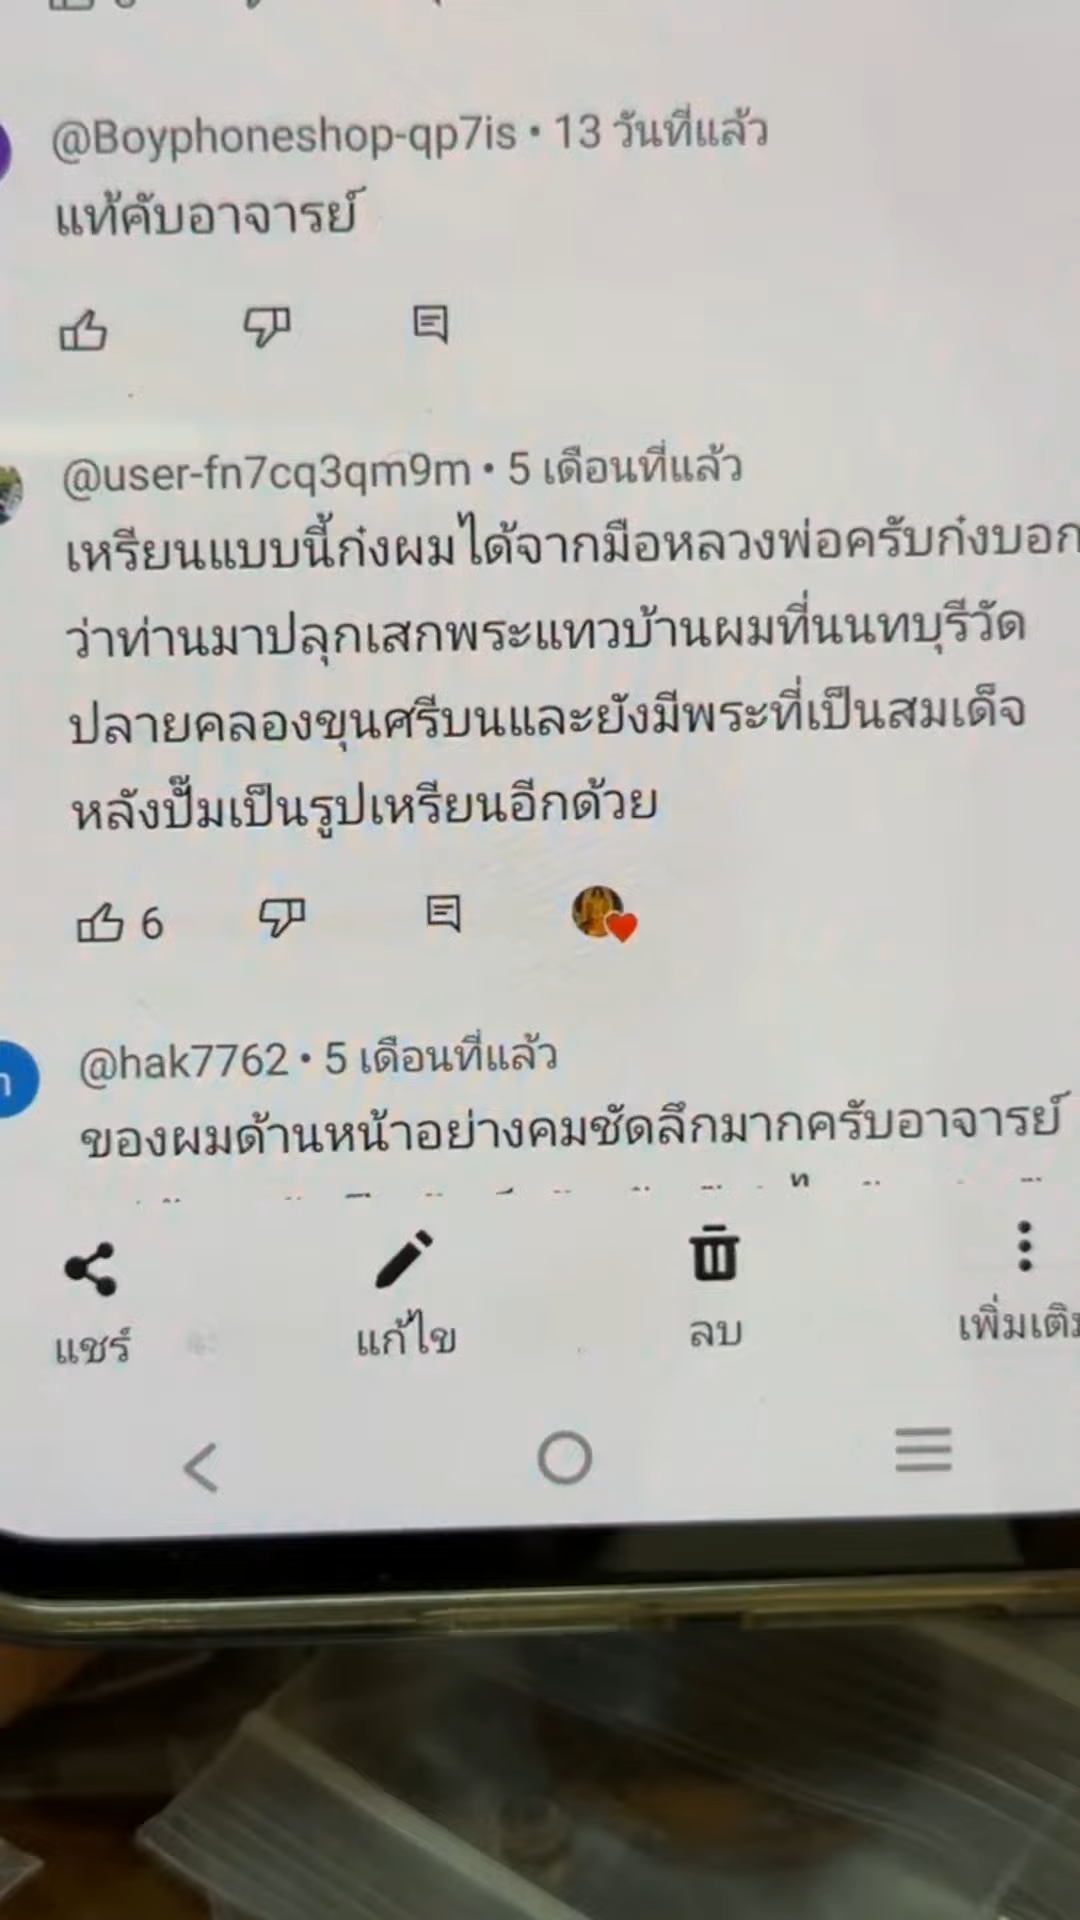 @Boyphoneshop-qp7is • 13 วันที่แล้ว
แท้คับอาจารย์
@user-fn7cq3qm9m • 5 เดือนที่แล้ว
เหรียนแบบนี้ก๋งผมได้จากมือหลวงพ่อครับก๋งบอก
ว่าท่านมาปลุกเสกพระแทวบ้านผมที่นนทบุรีวัด
ปลายคลองขุนศรีบนและยังมีพระที่เป็นสมเด็จ
หลังปั๊มเป็นรูปเหรียนอีกด้วย
6
@hak7762 • 5 เดือนที่แล้ว
ของผมด้านหน้าอย่างคมชัดลึกมากครับอาจารย์
แชร์ แก้ไข ลบ เพิ่มเติม